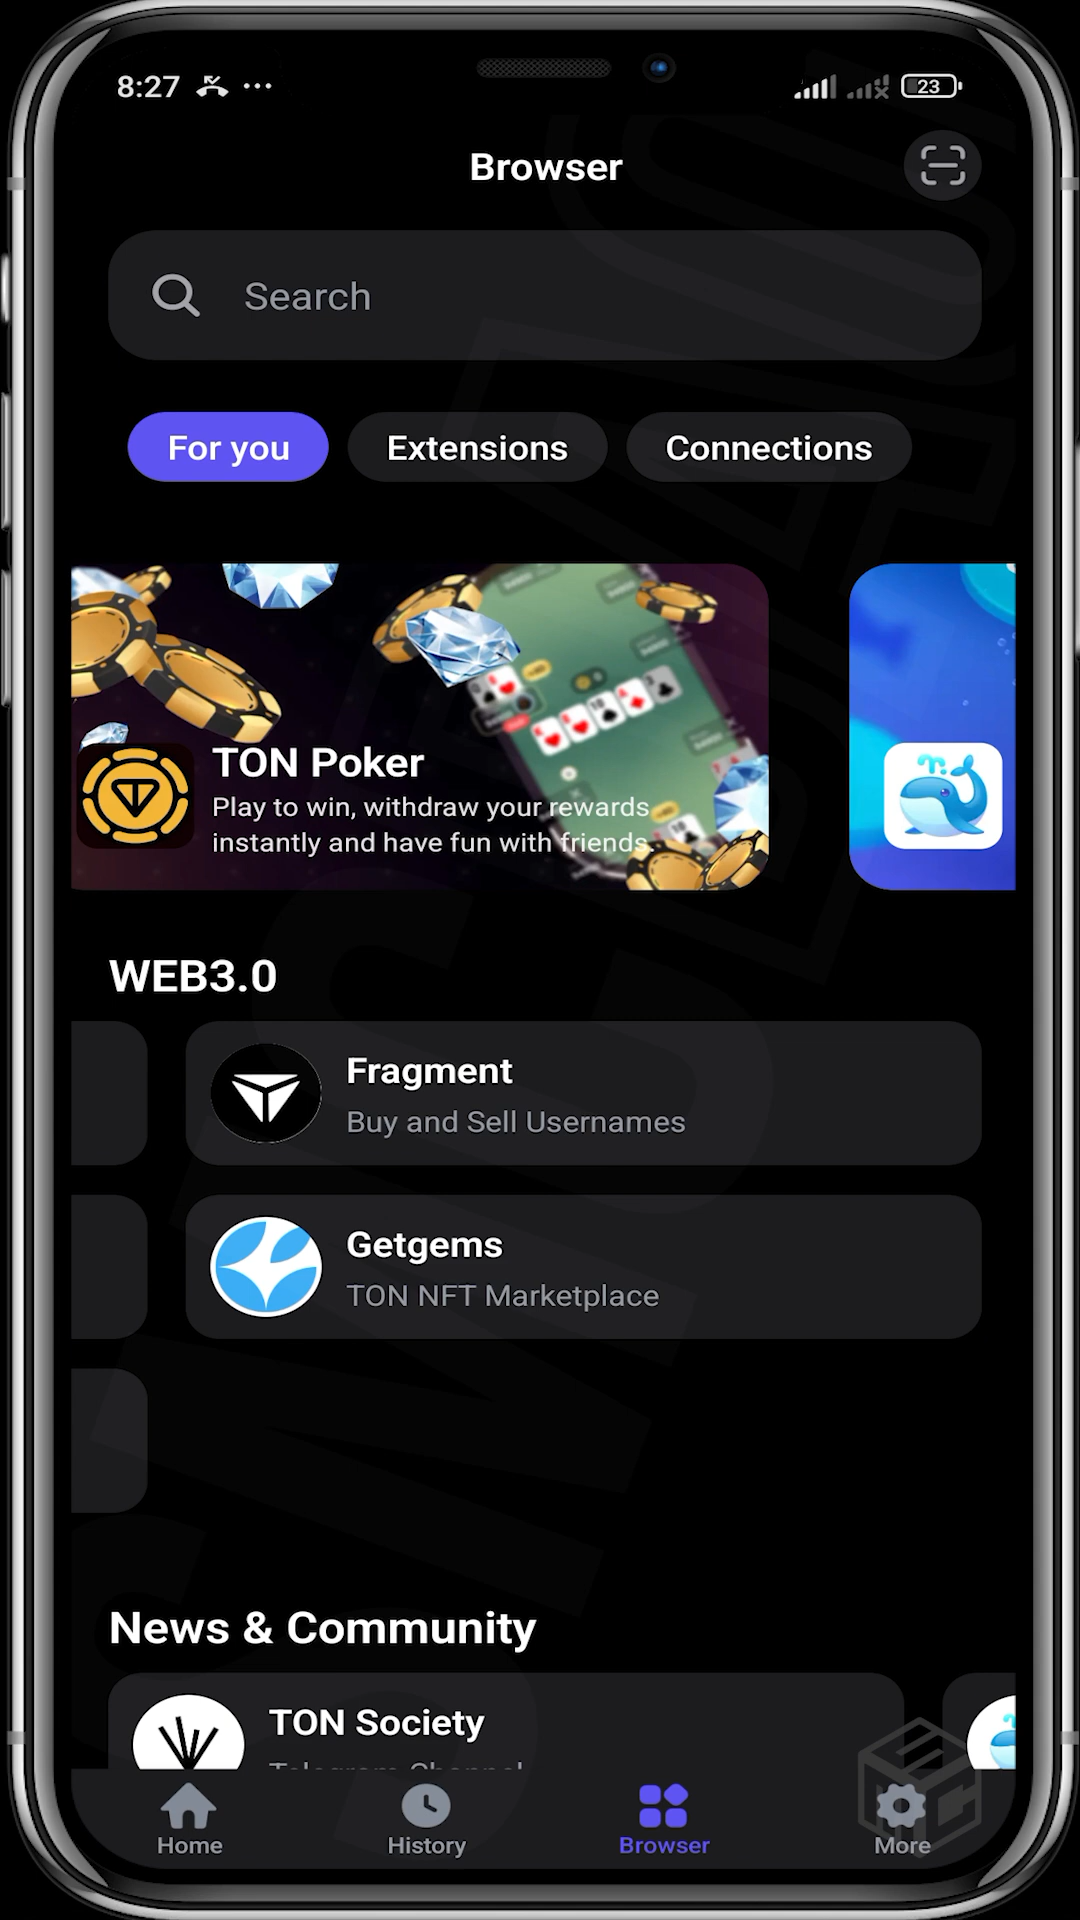 8:27
23
Browser
Search
For you
Extensions
Connections
TON Poker
Play to win, withdraw your rewards
instantly and have fun with friends.
WEB3.0
Fragment
Buy and Sell Usernames
Getgems
TON NFT Marketplace
News & Community
TON Society
Telegram Channel
Home
History
Browser
More